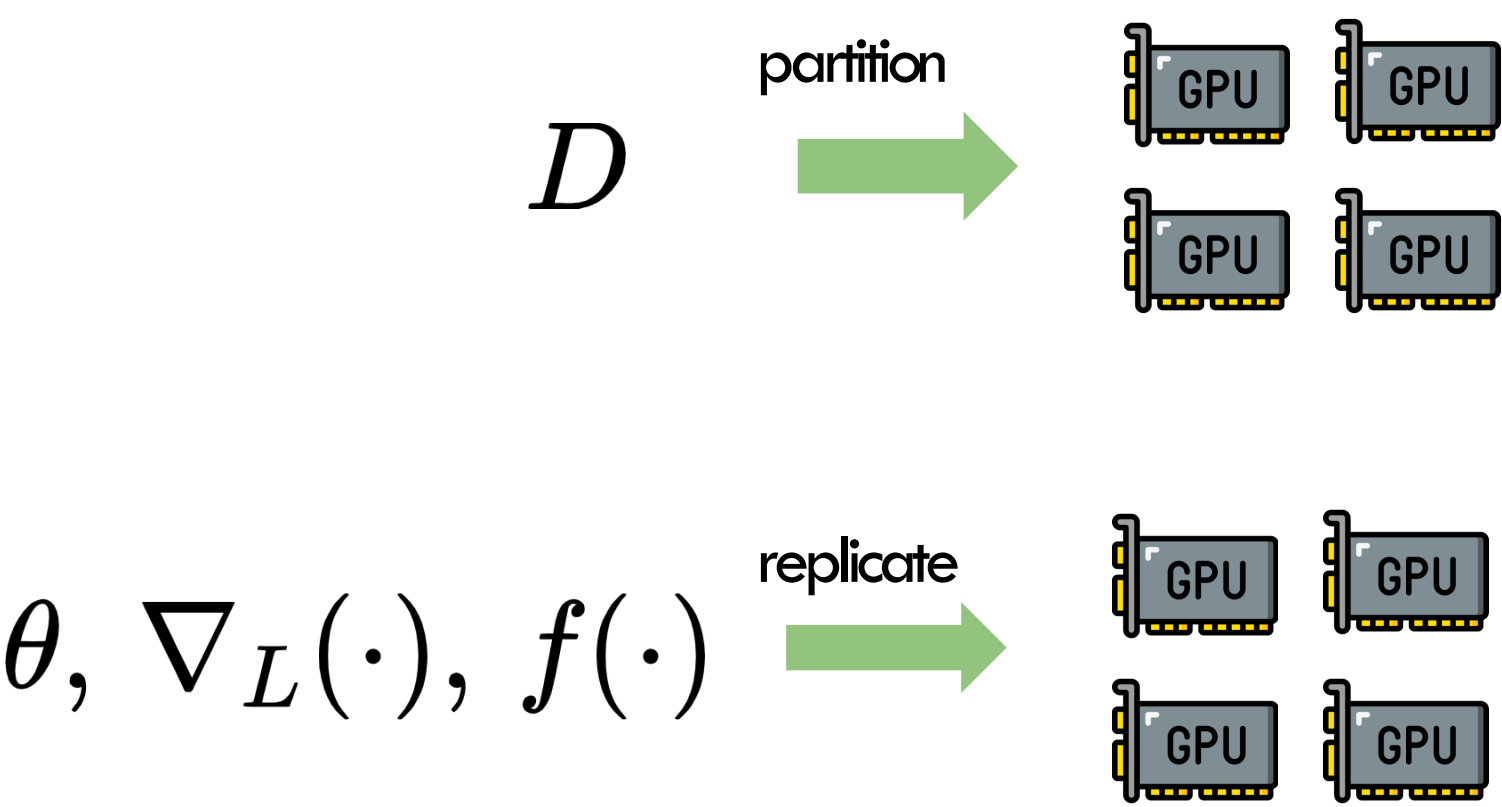 partition
GPU GPU
D
GPU GPU
replicate
GPU GPU
θ, ∇_L(·), f(·)
GPU GPU